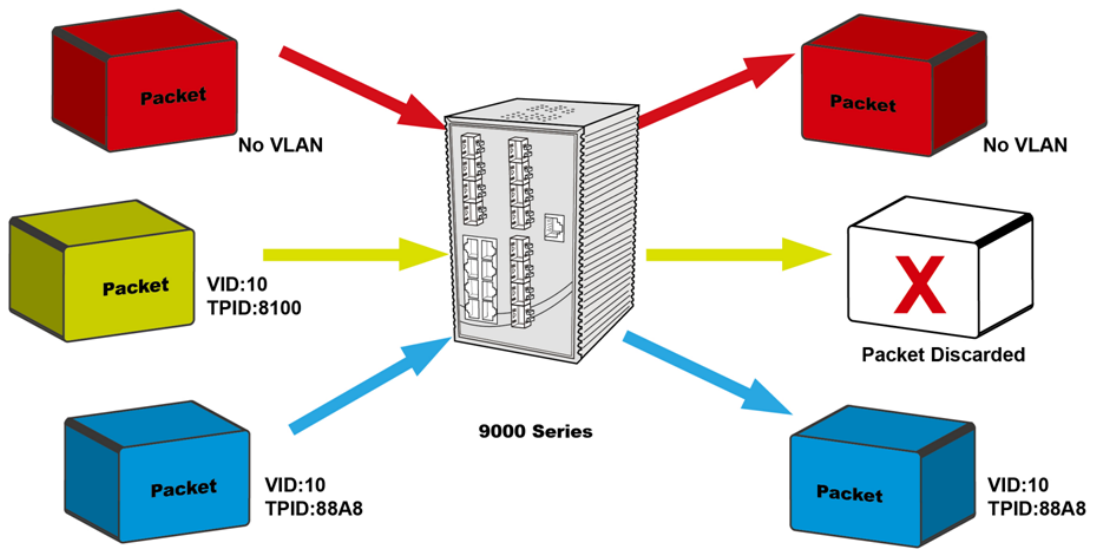 Packet
No VLAN
Packet
No VLAN
Packet
VID:10
TPID:8100
X
Packet Discarded
9000 Series
Packet
VID:10
TPID:88A8
Packet
VID:10
TPID:88A8